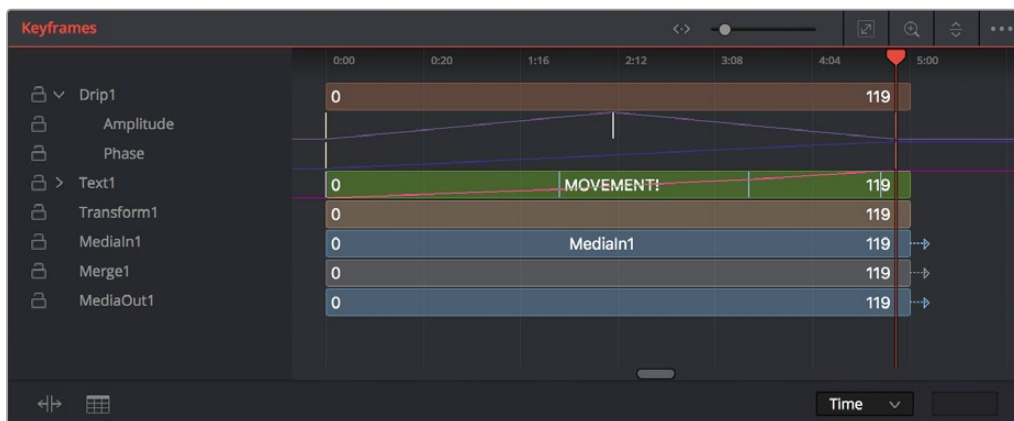 Keyframes
0:00 0:20 1:16 2:12 3:08 4:04 5:00
Drip1 0 119
Amplitude
Phase
Text1 0 MOVEMENT! 119
Transform1 0 119
MediaIn1 0 MediaIn1 119
Merge1 0 119
MediaOut1 0 119
Time